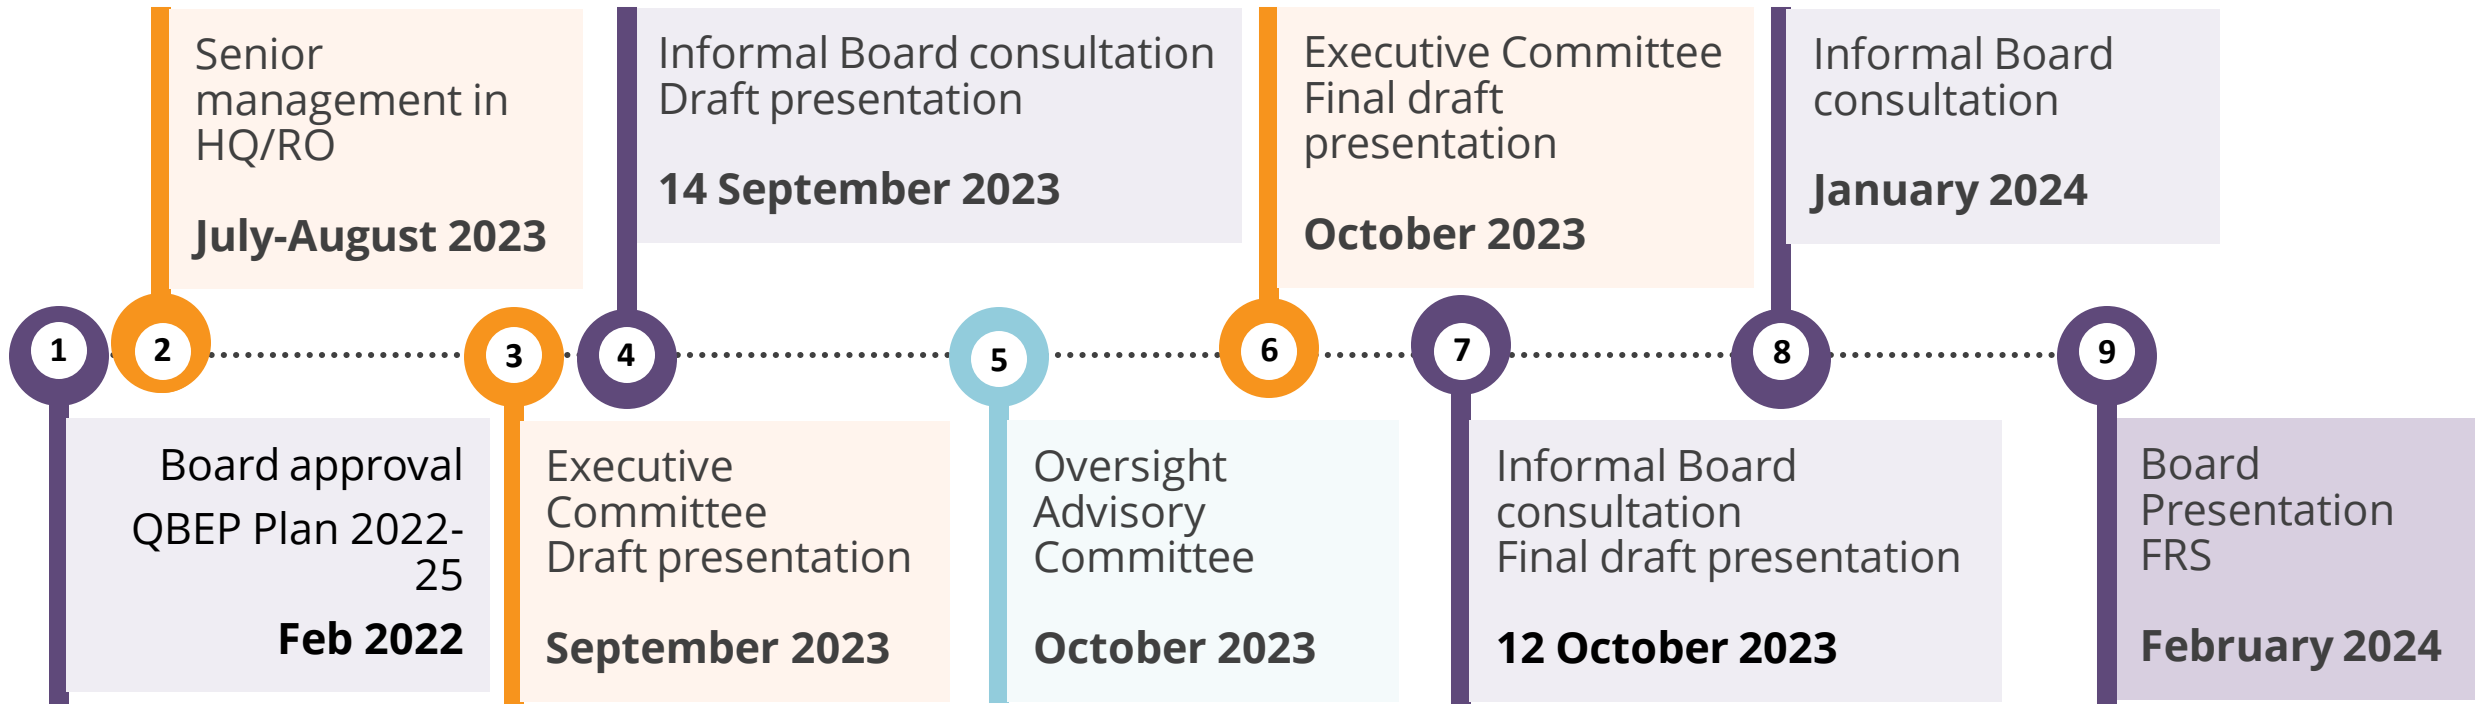 1
Board approval
QBEP Plan 2022-
25
Feb 2022
2
Senior
management in
HQ/RO
July-August 2023
3
Executive
Committee
Draft presentation
September 2023
4
Informal Board consultation
Draft presentation
14 September 2023
5
Oversight
Advisory
Committee
October 2023
6
Executive Committee
Final draft
presentation
October 2023
7
Informal Board
consultation
Final draft presentation
12 October 2023
8
Informal Board
consultation
January 2024
9
Board
Presentation
FRS
February 2024